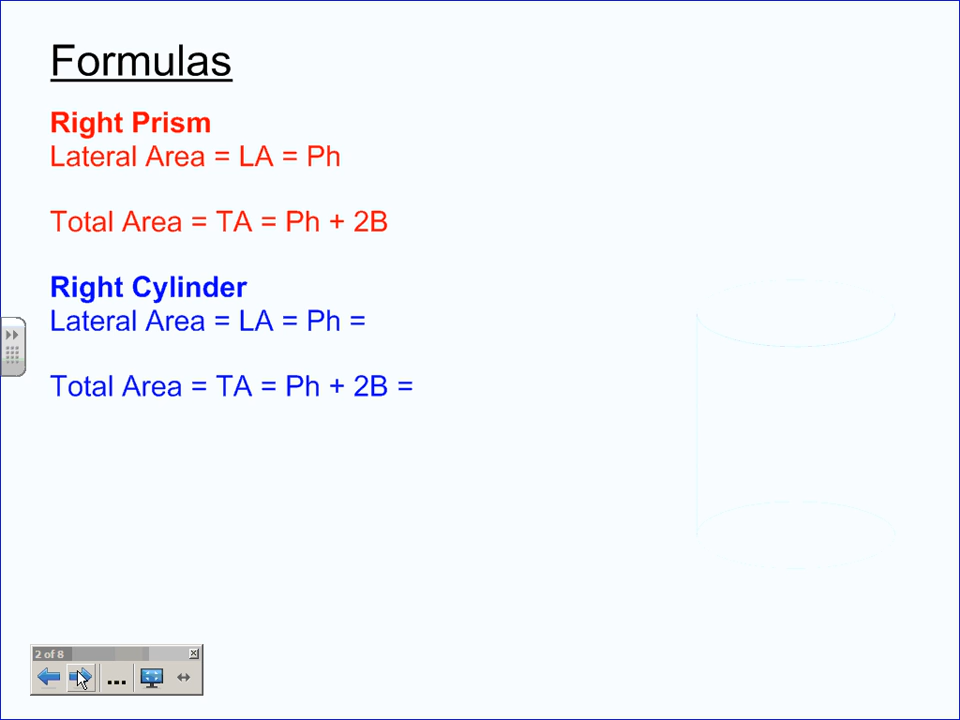 Formulas
Right Prism
Lateral Area = LA = Ph
Total Area = TA = Ph + 2B
Right Cylinder
Lateral Area = LA = Ph =
Total Area = TA = Ph + 2B =
2 of 8
...